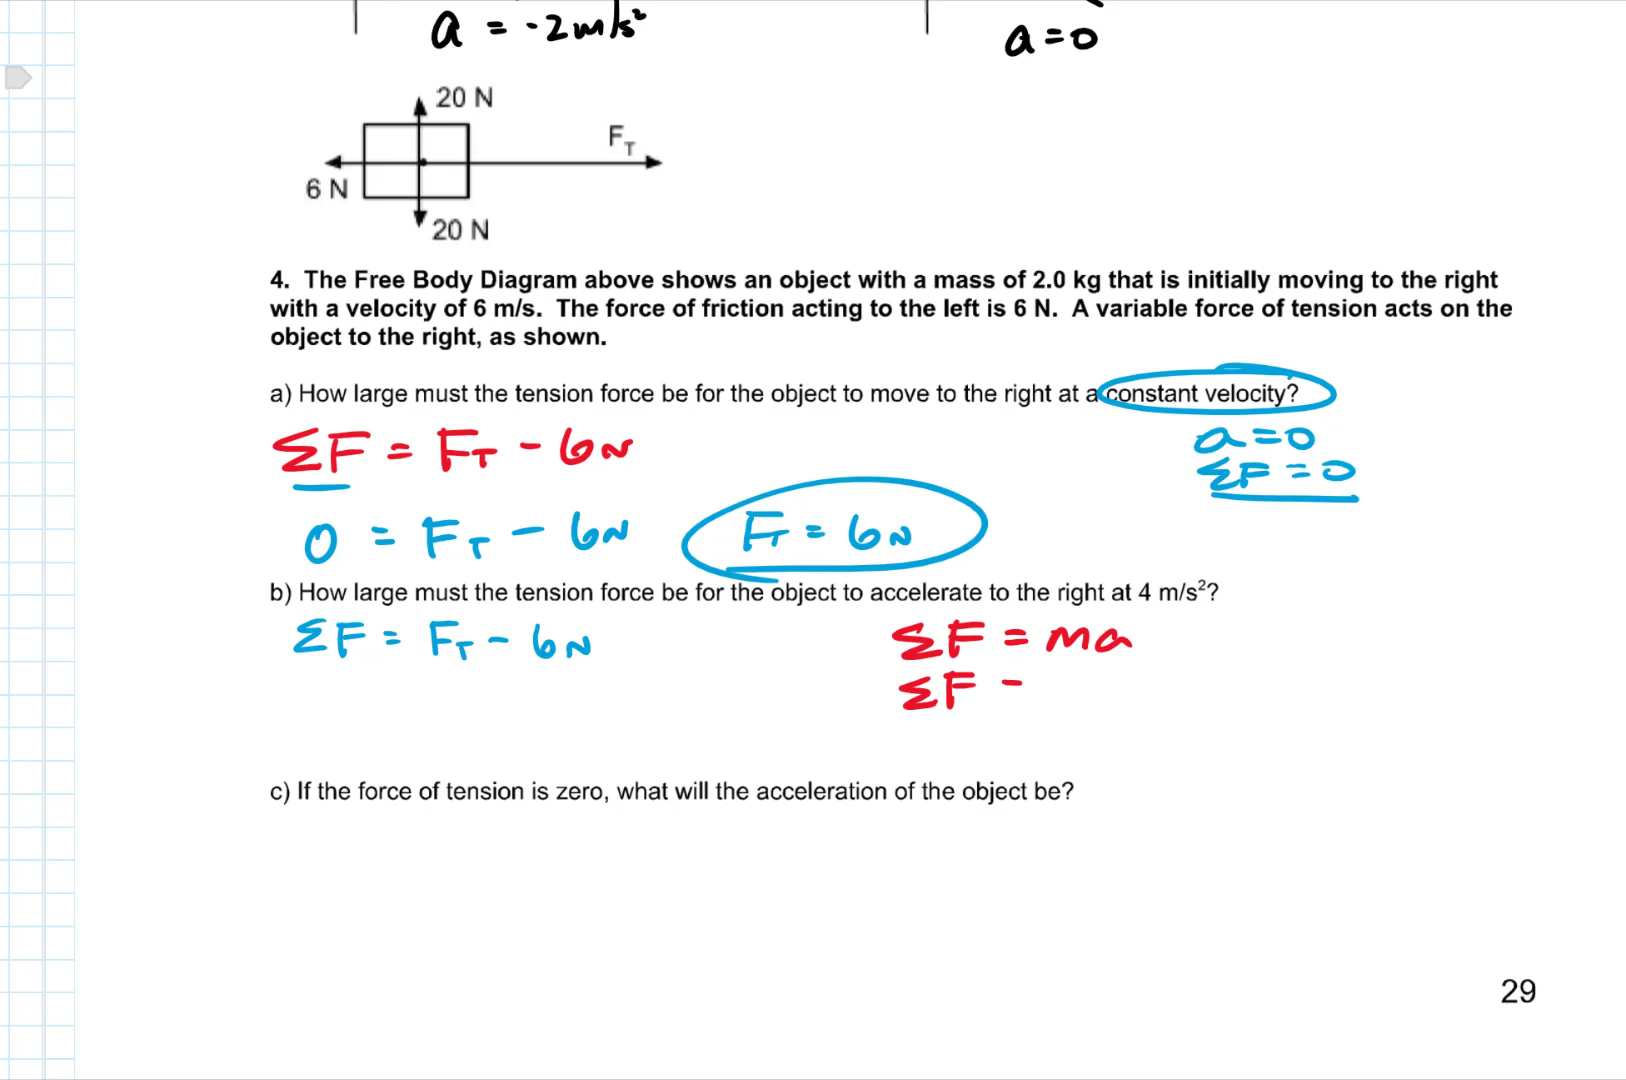 a = -2m/s²
a = 0
20 N
F_T
6 N
20 N
4. The Free Body Diagram above shows an object with a mass of 2.0 kg that is initially moving to the right
with a velocity of 6 m/s. The force of friction acting to the left is 6 N. A variable force of tension acts on the
object to the right, as shown.
a) How large must the tension force be for the object to move to the right at a constant velocity?
ΣF = F_T - 6N
a = 0
ΣF = 0
0 = F_T - 6N
F_T = 6N
b) How large must the tension force be for the object to accelerate to the right at 4 m/s²?
ΣF = F_T - 6N
ΣF = ma
ΣF -
c) If the force of tension is zero, what will the acceleration of the object be?
29